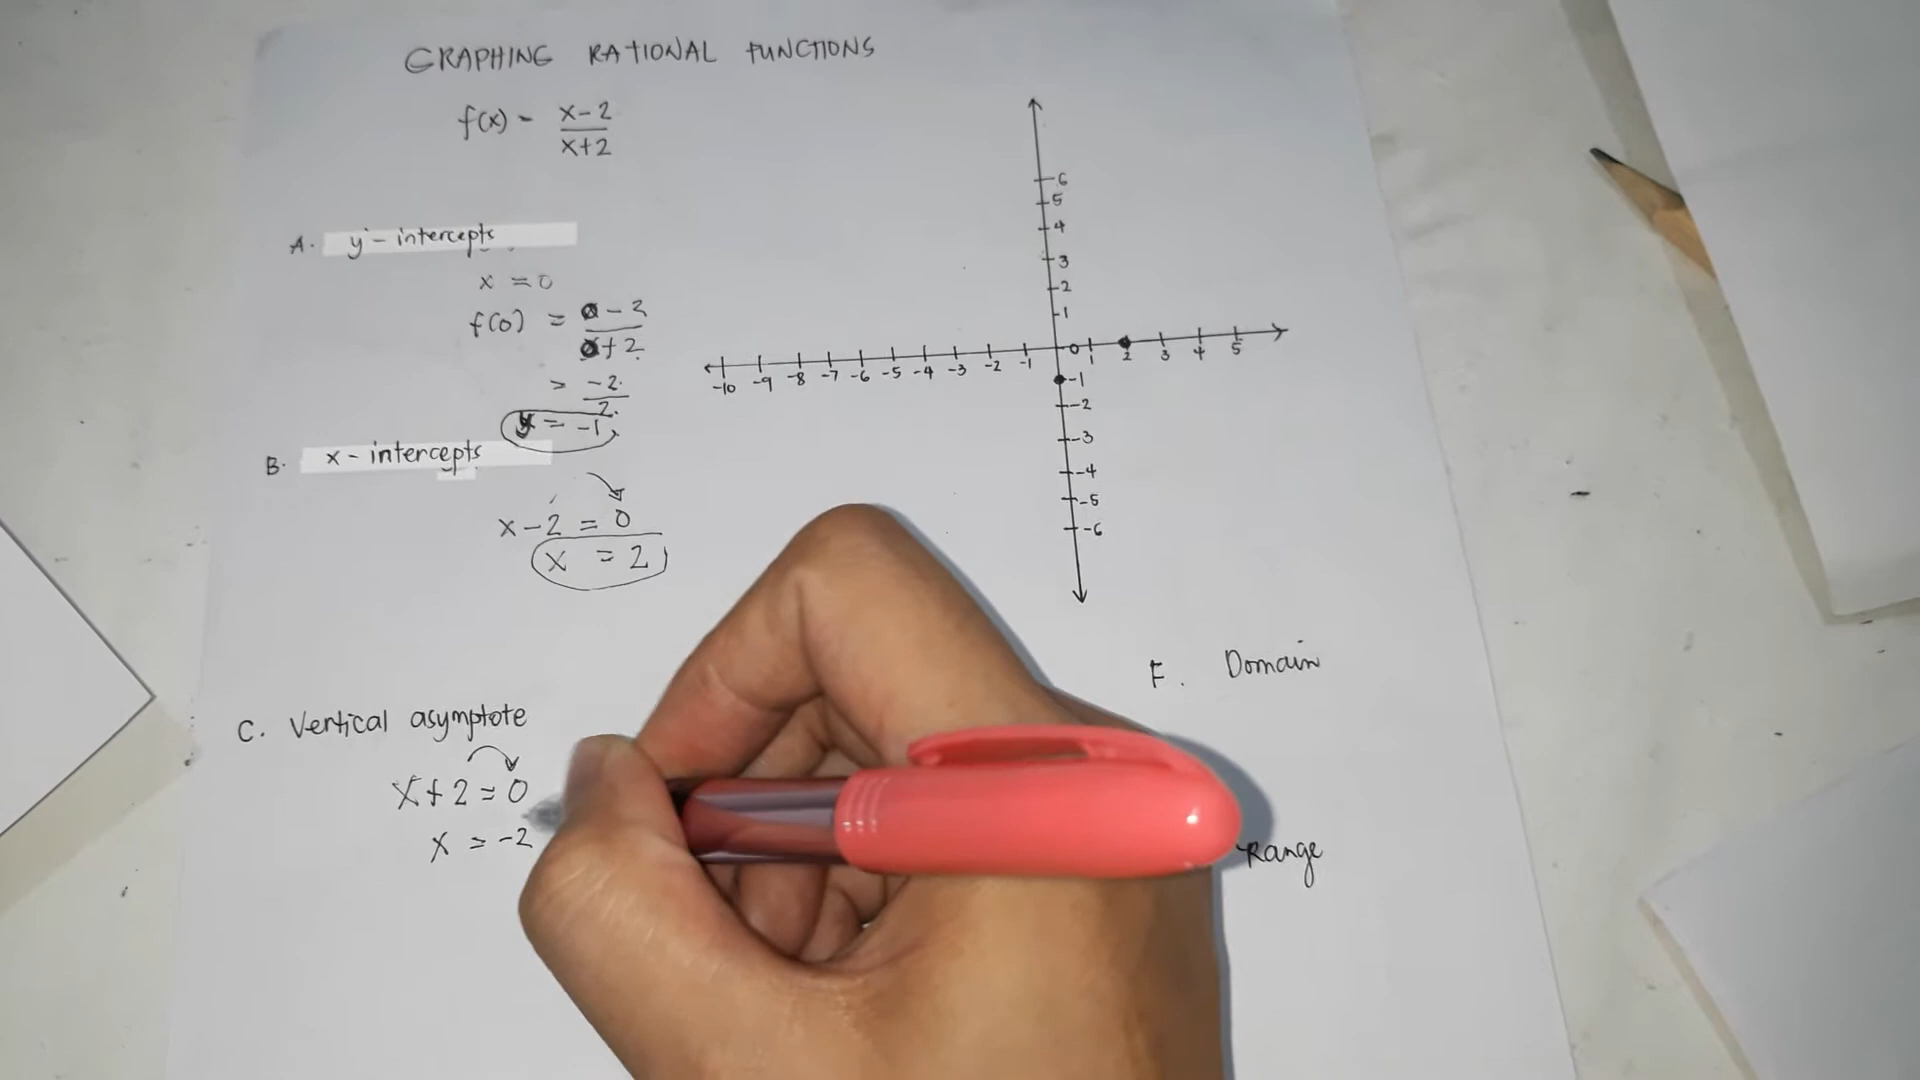 GRAPHING RATIONAL FUNCTIONS
f(x) - x-2
x+2
A. y - intercepts
x = 0
f(0) = 0 - 2
0 + 2
> -2
2
y = -1
B. x - intercepts
x - 2 = 0
x = 2
C. Vertical asymptote
x + 2 = 0
x = -2
6
5
4
3
2
1
-10 -9 -8 -7 -6 -5 -4 -3 -2 -1 0 1 2 3 4 5
-1
-2
-3
-4
-5
-6
F. Domain
Range